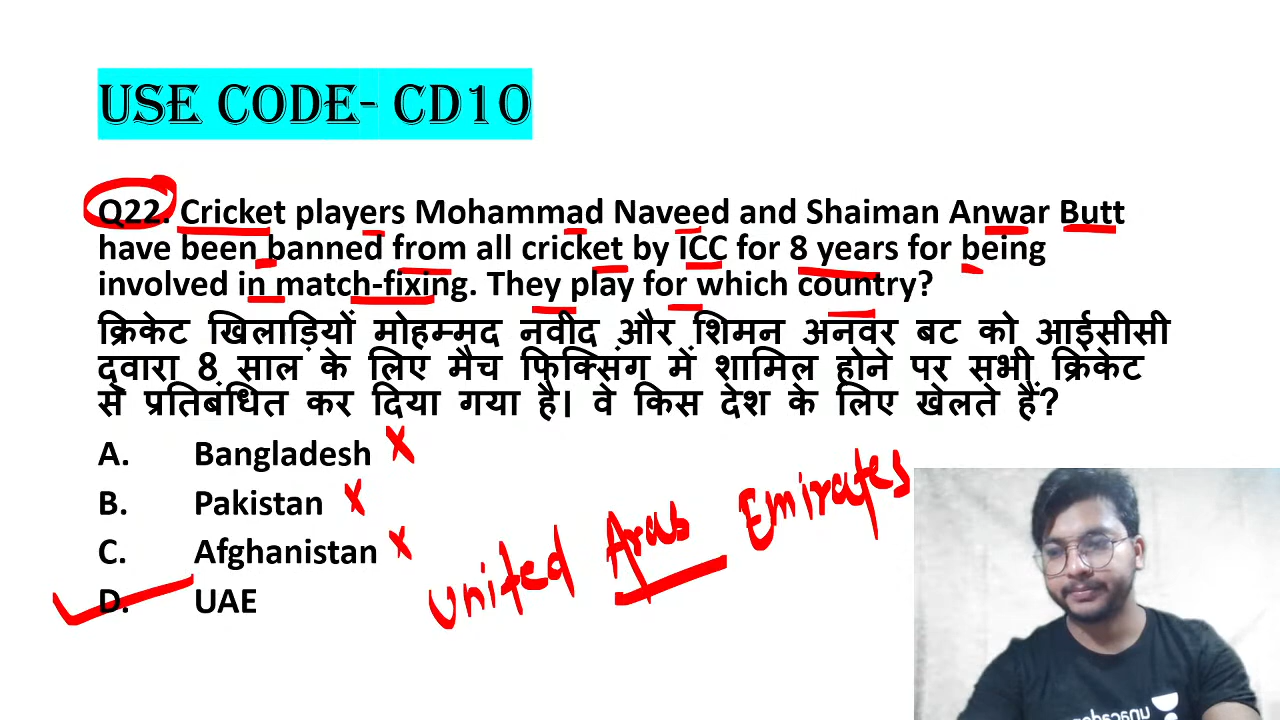 USE CODE- CD10
Q22. Cricket players Mohammad Naveed and Shaiman Anwar Butt
have been banned from all cricket by ICC for 8 years for being
involved in match-fixing. They play for which country?
क्रिकेट खिलाड़ियों मोहम्मद नवीद और शिमन अनवर बट को आईसीसी
द्वारा 8 साल के लिए मैच फिक्सिंग में शामिल होने पर सभी क्रिकेट
से प्रतिबंधित कर दिया गया है। वे किस देश के लिए खेलते हैं?
A. Bangladesh x
B. Pakistan x
C. Afghanistan x
D. UAE
United Arab Emirates